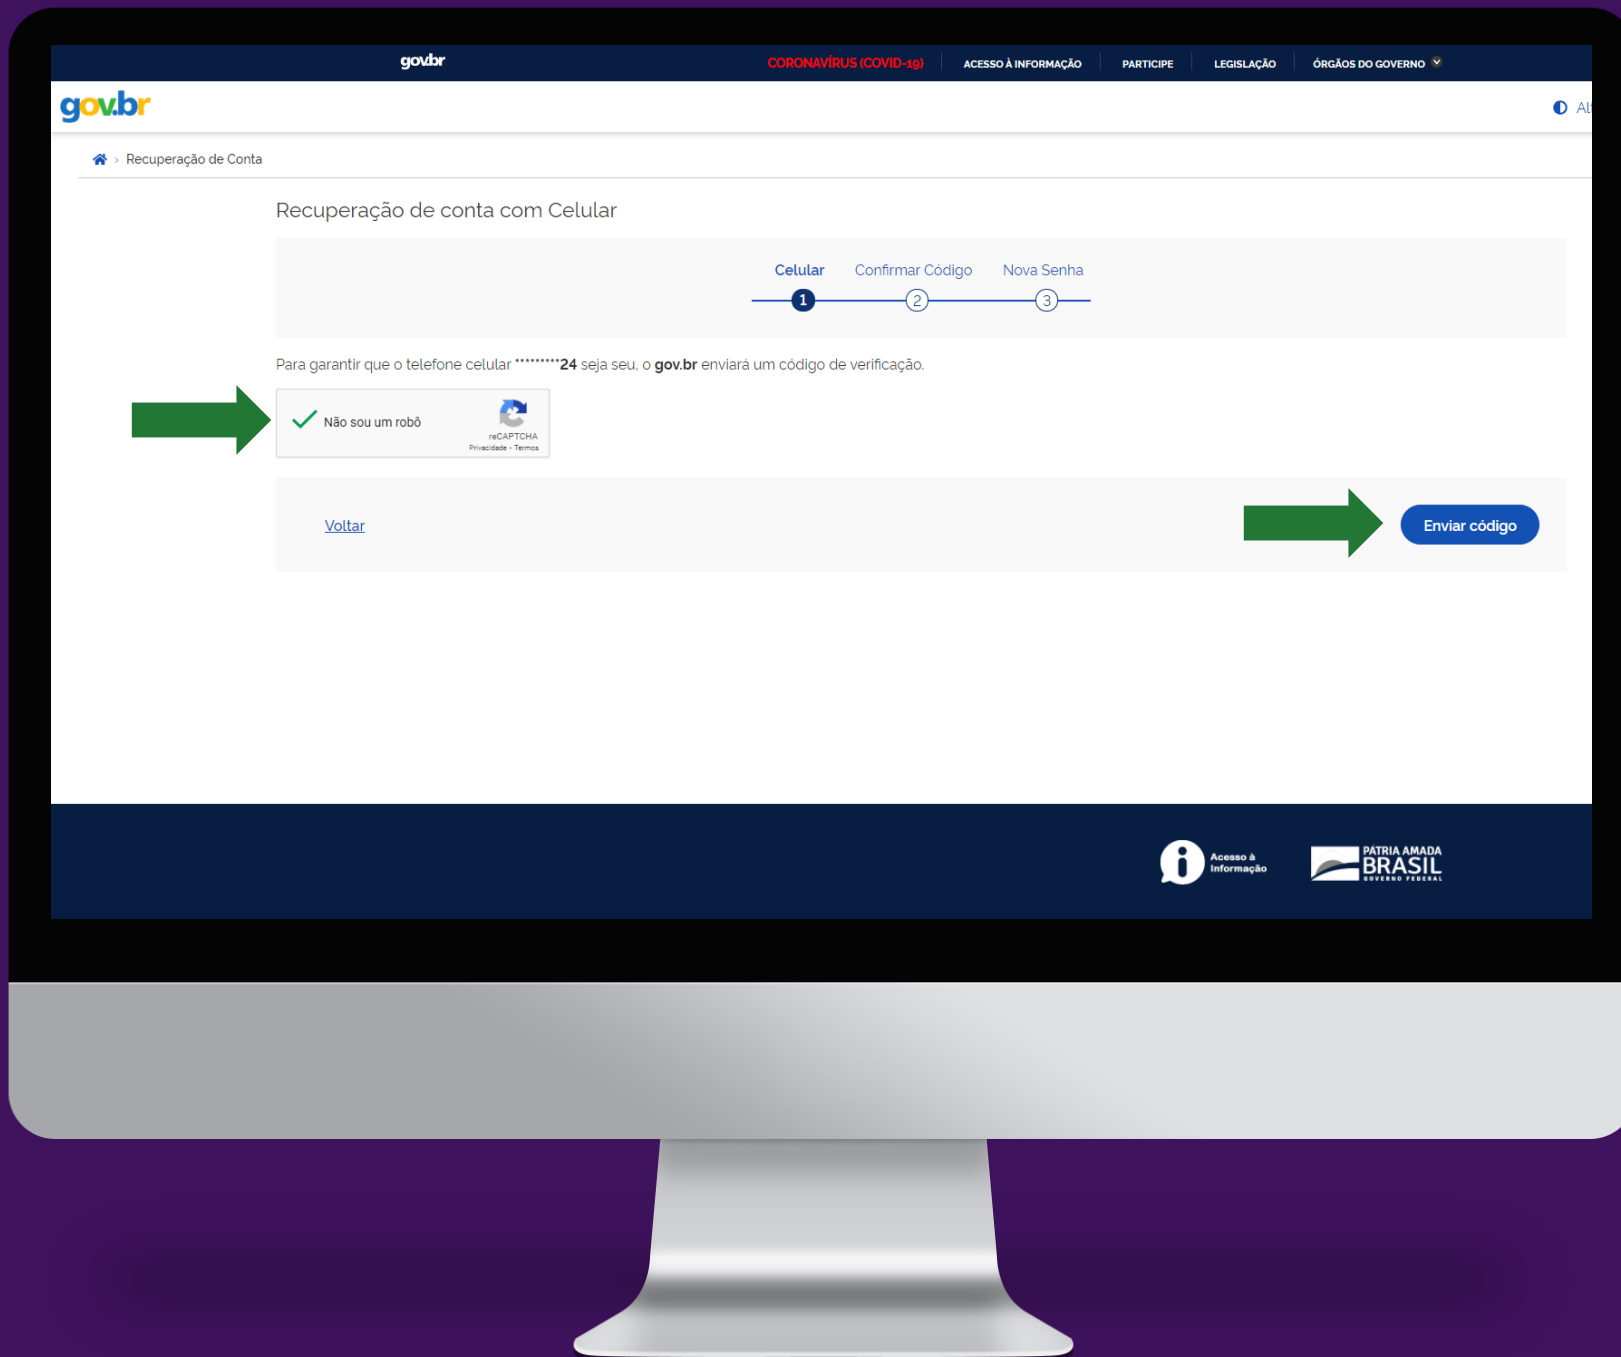 gov.br
CORONAVÍRUS (COVID-19) ACESSO À INFORMAÇÃO PARTICIPE LEGISLAÇÃO ÓRGÃOS DO GOVERNO
gov.br
Recuperação de Conta
Recuperação de conta com Celular
Celular Confirmar Código Nova Senha
1 2 3
Para garantir que o telefone celular *********24 seja seu, o gov.br enviará um código de verificação.
Não sou um robô
reCAPTCHA
Privacidade - Termos
Voltar
Enviar código
Acesso à
Informação
PÁTRIA AMADA
BRASIL
GOVERNO FEDERAL